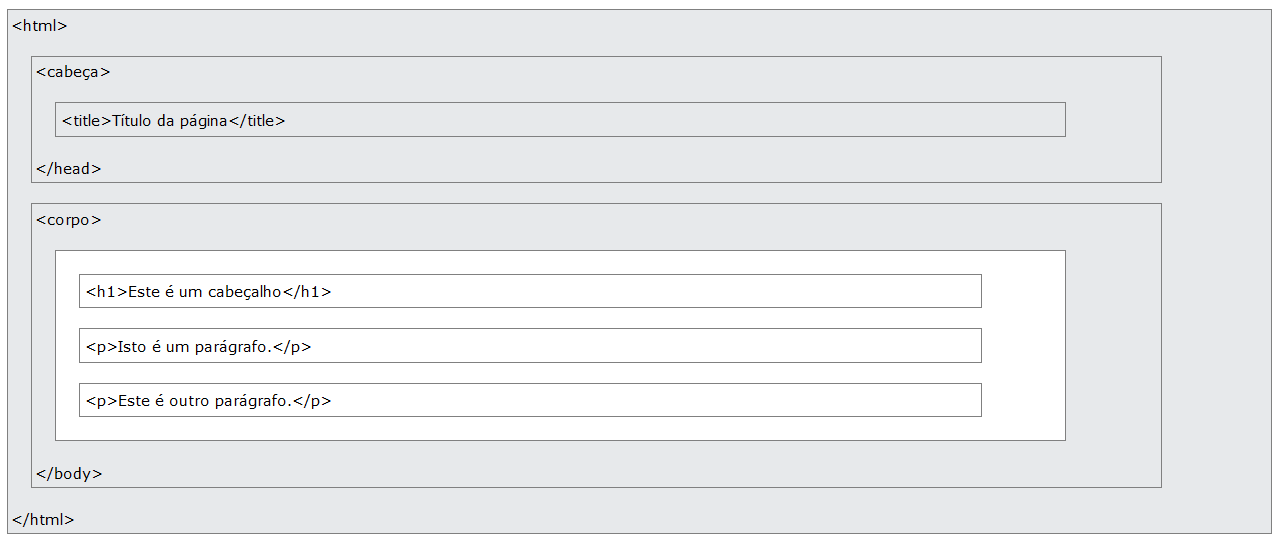 <html>
<cabeça>
<title>Título da página</title>
</head>
<corpo>
<h1>Este é um cabeçalho</h1>
<p>Isto é um parágrafo.</p>
<p>Este é outro parágrafo.</p>
</body>
</html>